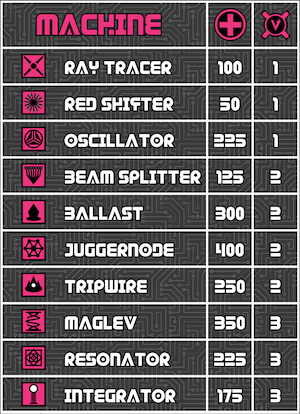 MACHINE V
RAY TRACER 100 1
RED SHIFTER 50 1
OSCILLATOR 225 1
BEAM SPLITTER 125 2
BALLAST 300 2
JUGGERNODE 400 2
TRIPWIRE 250 2
MAGLEV 350 3
RESONATOR 225 3
INTEGRATOR 175 3